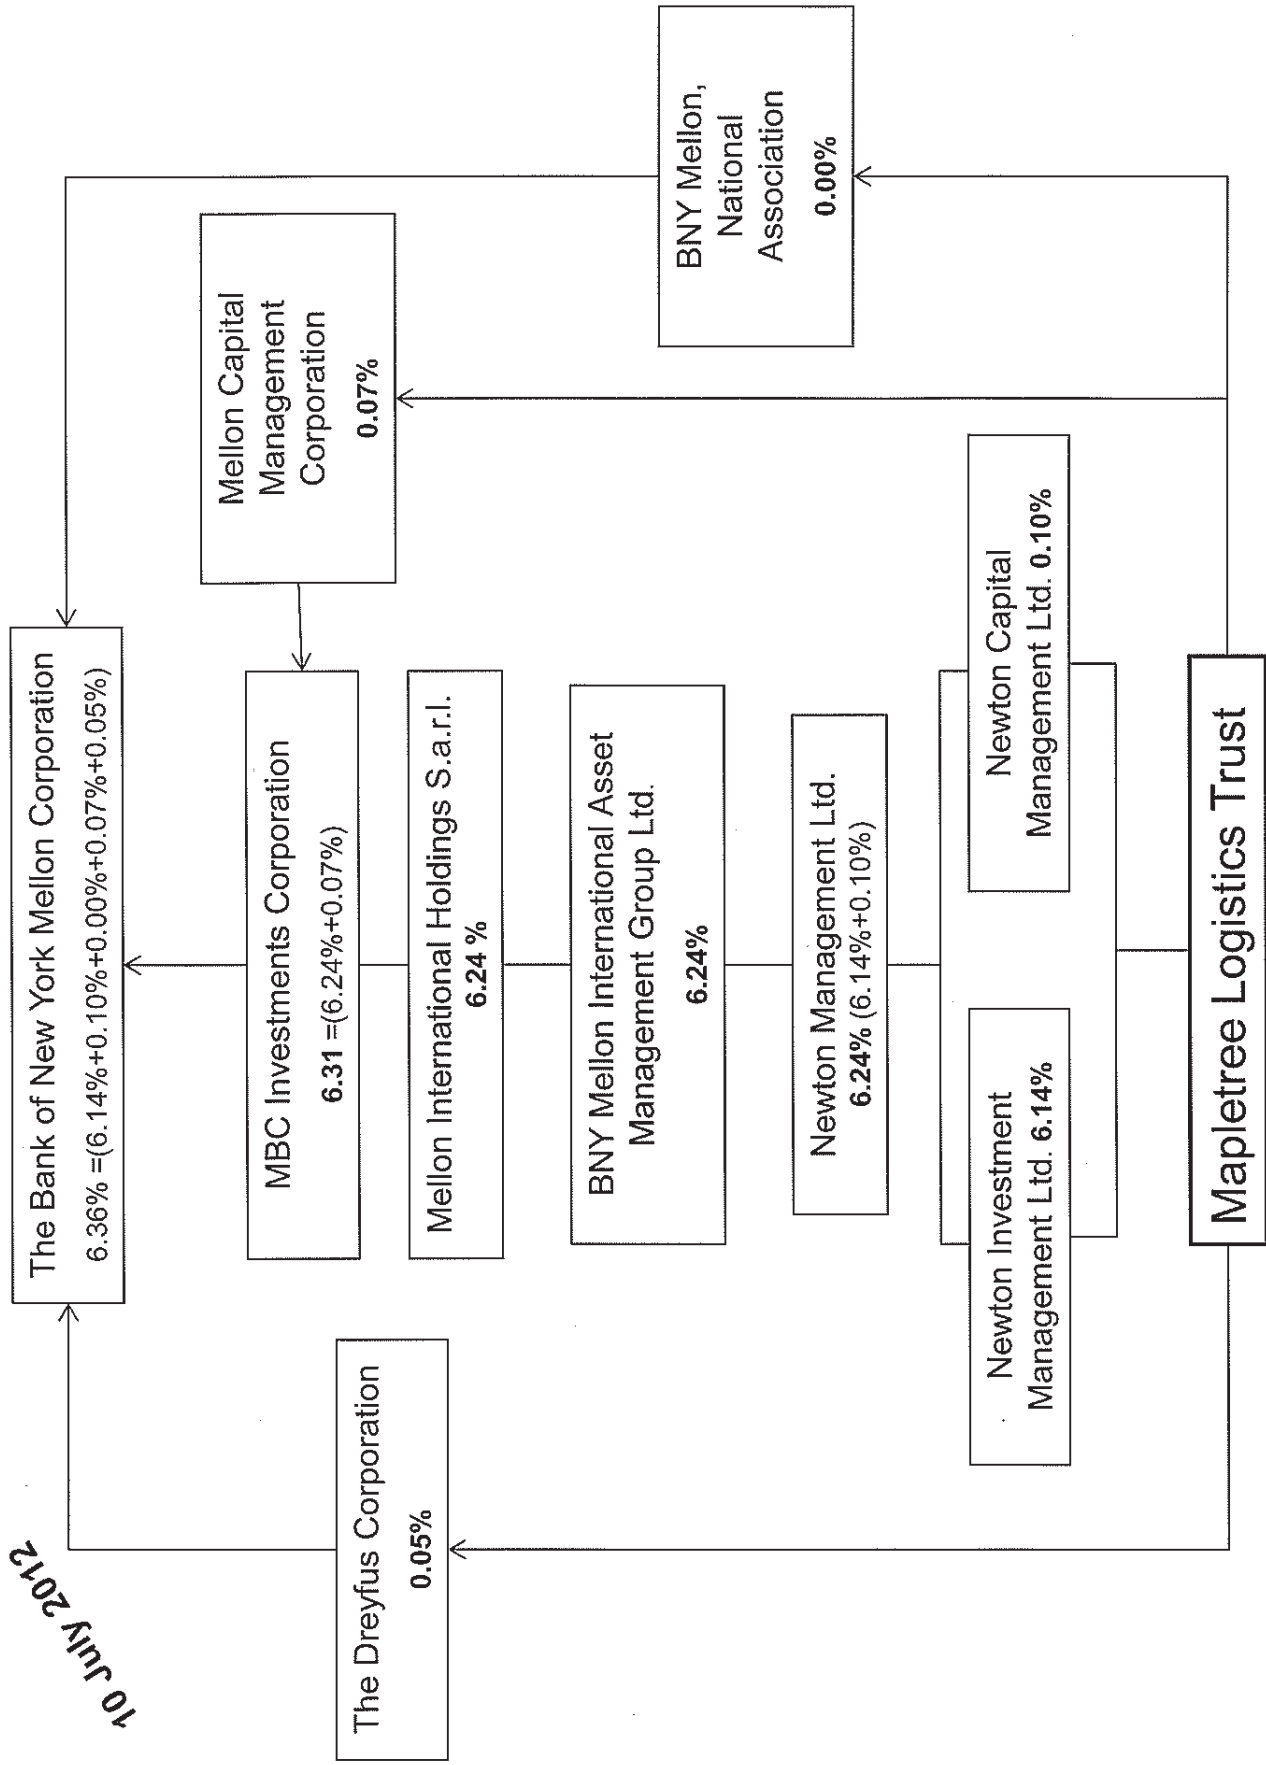 10 July 2012
The Bank of New York Mellon Corporation
6.36% =(6.14%+0.10%+0.00%+0.07%+0.05%)
The Dreyfus Corporation
0.05%
MBC Investments Corporation
6.31 =(6.24%+0.07%)
Mellon Capital
Management
Corporation
0.07%
Mellon International Holdings S.a.r.l.
6.24 %
BNY Mellon International Asset
Management Group Ltd.
6.24%
BNY Mellon,
National
Association
0.00%
Newton Management Ltd.
6.24% (6.14%+0.10%)
Newton Investment
Management Ltd. 6.14%
Newton Capital
Management Ltd. 0.10%
Mapletree Logistics Trust